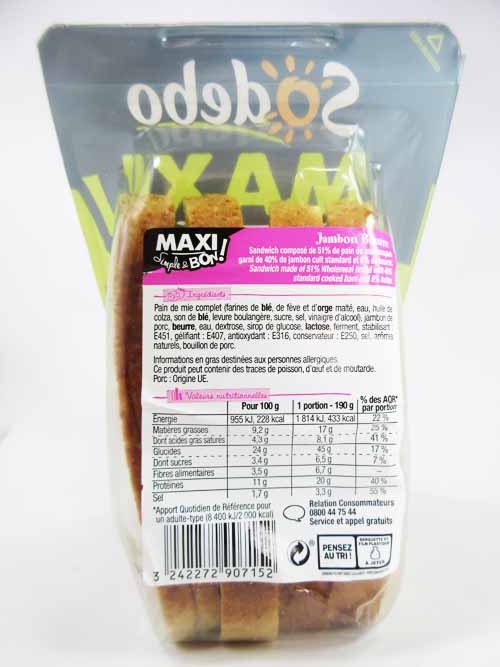 Sodebo
MAXI
MAXI
Simple & BON!
Jambon
Sandwich composé de 51% de pain de
garni de 40% de jambon cuit standard et
Sandwich made of 51% Wholemeal
standard cooked ham
Ingrédients
Pain de mie complet (farines de blé, de fève et d'orge malté, eau, huile de
colza, son de blé, levure boulangère, sucre, sel, vinaigre d'alcool), jambon de
porc, beurre, eau, dextrose, sirop de glucose, lactose, ferment, stabilisant :
E451, gélifiant : E407, antioxydant : E316, conservateur : E250, sel, arômes
naturels, bouillon de porc.
Informations en gras destinées aux personnes allergiques.
Ce produit peut contenir des traces de poisson, d'œuf et de moutarde.
Porc : Origine UE.
Valeurs nutritionnelles
Pour 100 g 1 portion - 190 g % des AQR* par portion
Energie 955 kJ, 228 kcal 1 814 kJ, 433 kcal 22 %
Matières grasses 9,2 g 17 g 25 %
Dont acides gras saturés 4,3 g 8,1 g 41 %
Glucides 24 g 45 g 17 %
Dont sucres 3,4 g 6,5 g 7 %
Fibres alimentaires 3,5 g 6,7 g –
Protéines 11 g 20 g 40 %
Sel 1,7 g 3,3 g 55 %
*Apport Quotidien de Référence pour
un adulte-type (8 400 kJ/2 000 kcal)
Relation Consommateurs
0800 44 75 44
Service et appel gratuits
PENSEZ
AU TRI !
BARQUETTE ET
FILM PLASTIQUE
À JETER
3 242272 907152